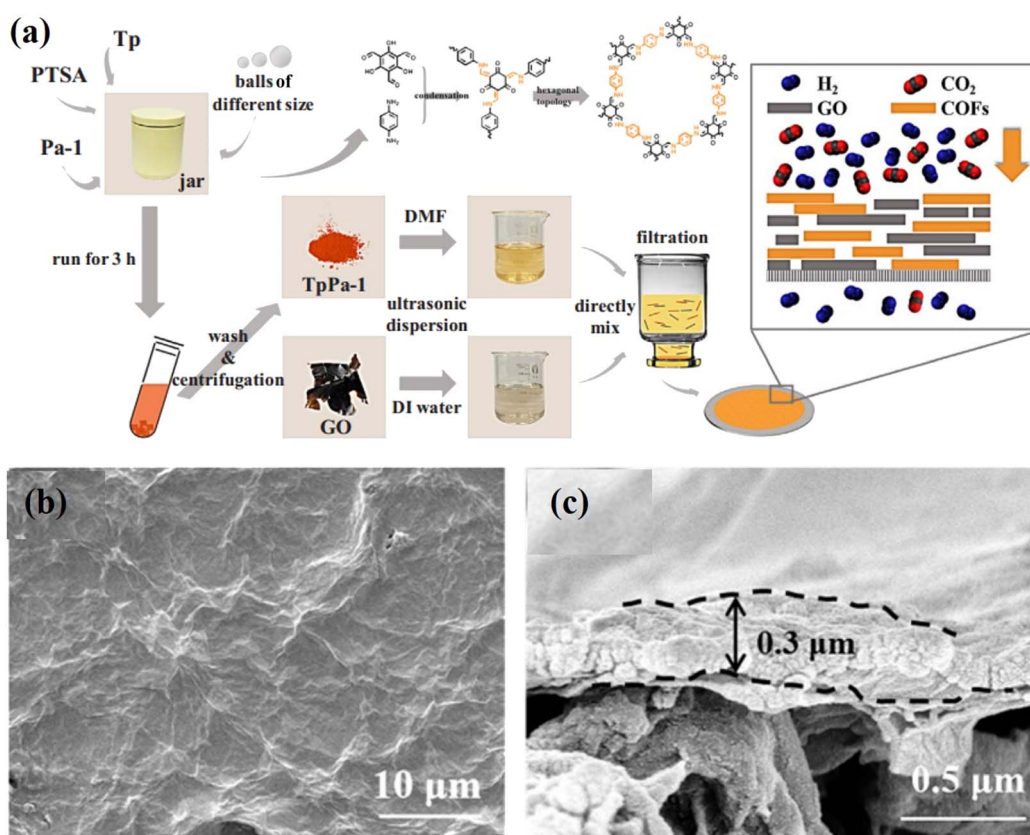 (a)
Tp
PTSA
balls of
different size
Pa-1
jar
coudensation
hexagonal
topology
H₂
CO₂
GO
COFs
run for 3 h
DMF
TpPa-1
filtration
wash
&
centrifugation
ultrasonic
dispersion
directly
mix
GO
DI water
(b)
10 μm
(c)
0.3 μm
0.5 μm